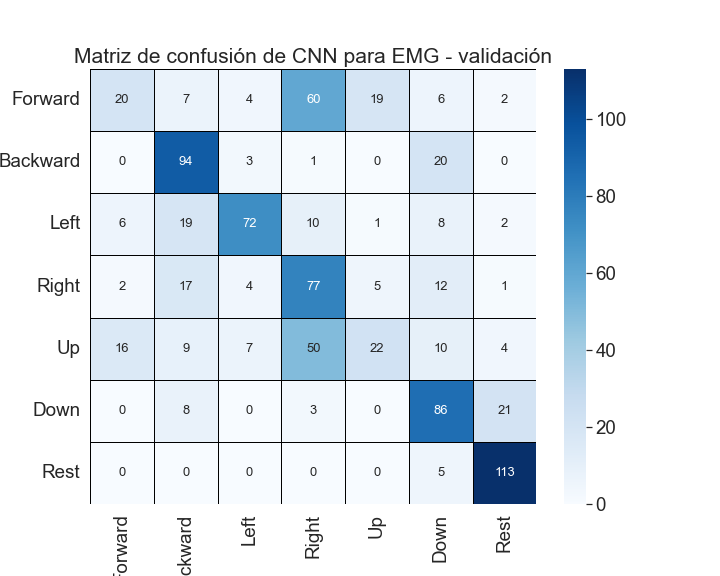 Matriz de confusión de CNN para EMG - validación
Forward 20 7 4 60 19 6 2
Backward 0 94 3 1 0 20 0
Left 6 19 72 10 1 8 2
Right 2 17 4 77 5 12 1
Up 16 9 7 50 22 10 4
Down 0 8 0 3 0 86 21
Rest 0 0 0 0 0 5 113
Forward
ckward
Left
Right
Up
Down
Rest
100
80
60
40
20
0